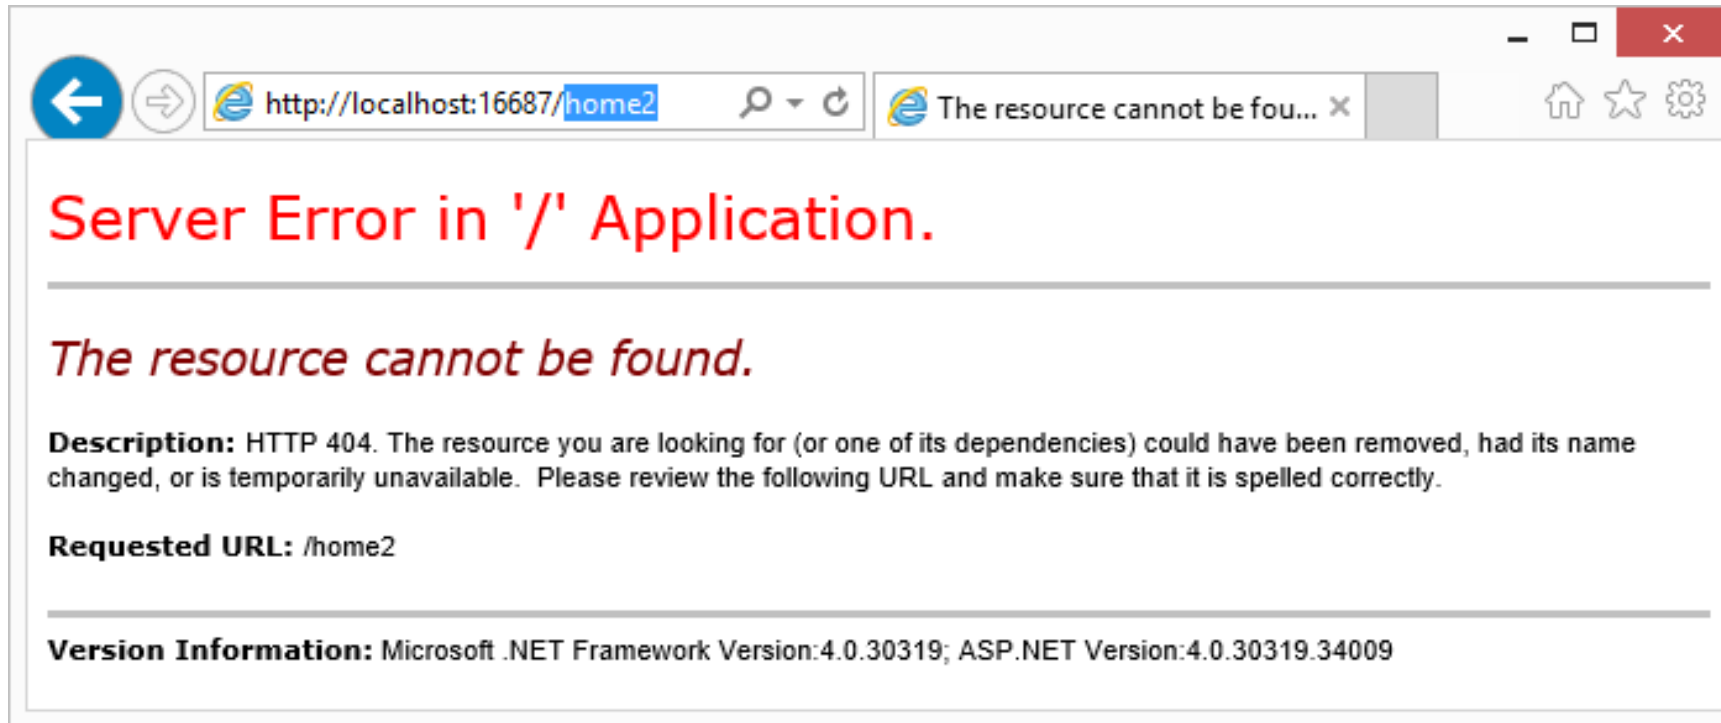 http://localhost:16687/home2
The resource cannot be fou...
Server Error in '/' Application.
The resource cannot be found.
Description: HTTP 404. The resource you are looking for (or one of its dependencies) could have been removed, had its name
changed, or is temporarily unavailable.  Please review the following URL and make sure that it is spelled correctly.
Requested URL: /home2
Version Information: Microsoft .NET Framework Version:4.0.30319; ASP.NET Version:4.0.30319.34009